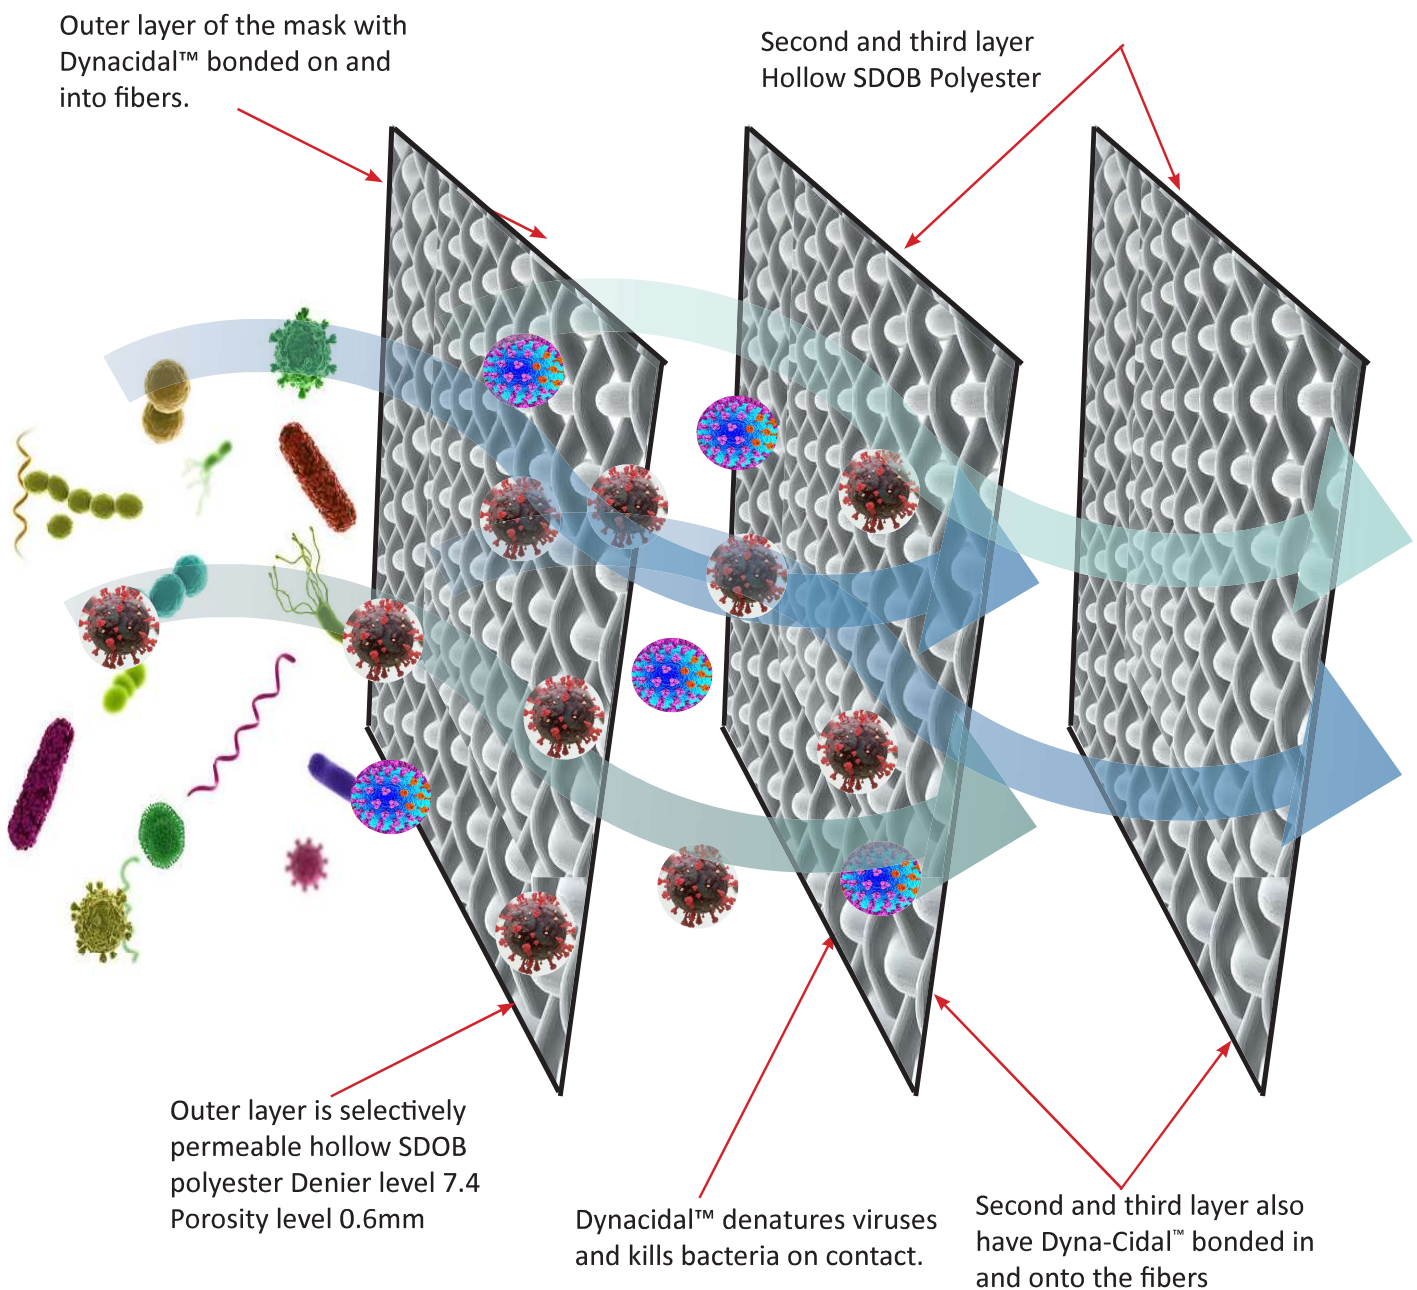 Outer layer of the mask with
Dynacidal™ bonded on and
into fibers.
Second and third layer
Hollow SDOB Polyester
Outer layer is selectively
permeable hollow SDOB
polyester Denier level 7.4
Porosity level 0.6mm
Dynacidal™ denatures viruses
and kills bacteria on contact.
Second and third layer also
have Dyna-Cidal™ bonded in
and onto the fibers